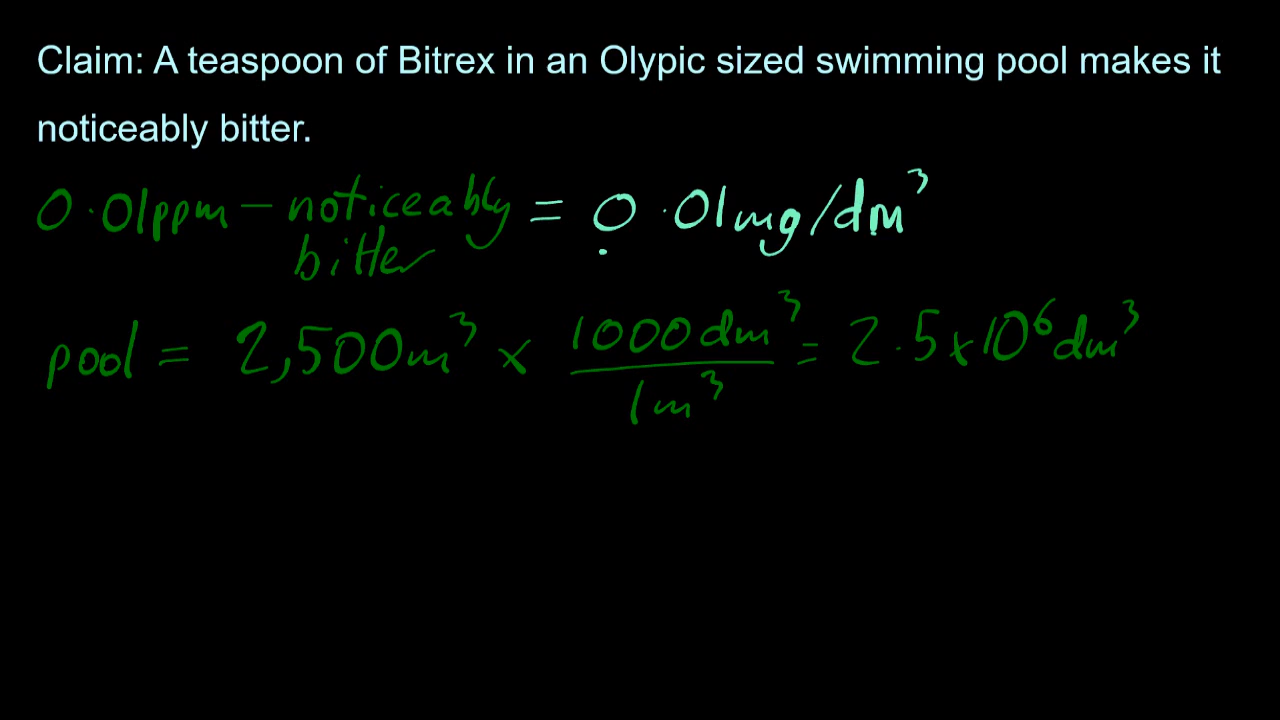 Claim: A teaspoon of Bitrex in an Olypic sized swimming pool makes it
noticeably bitter.
0.01ppm - noticeably bitter = 0.01mg/dm³
pool = 2,500m³ × 1000dm³/1m³ = 2.5×10⁶dm³